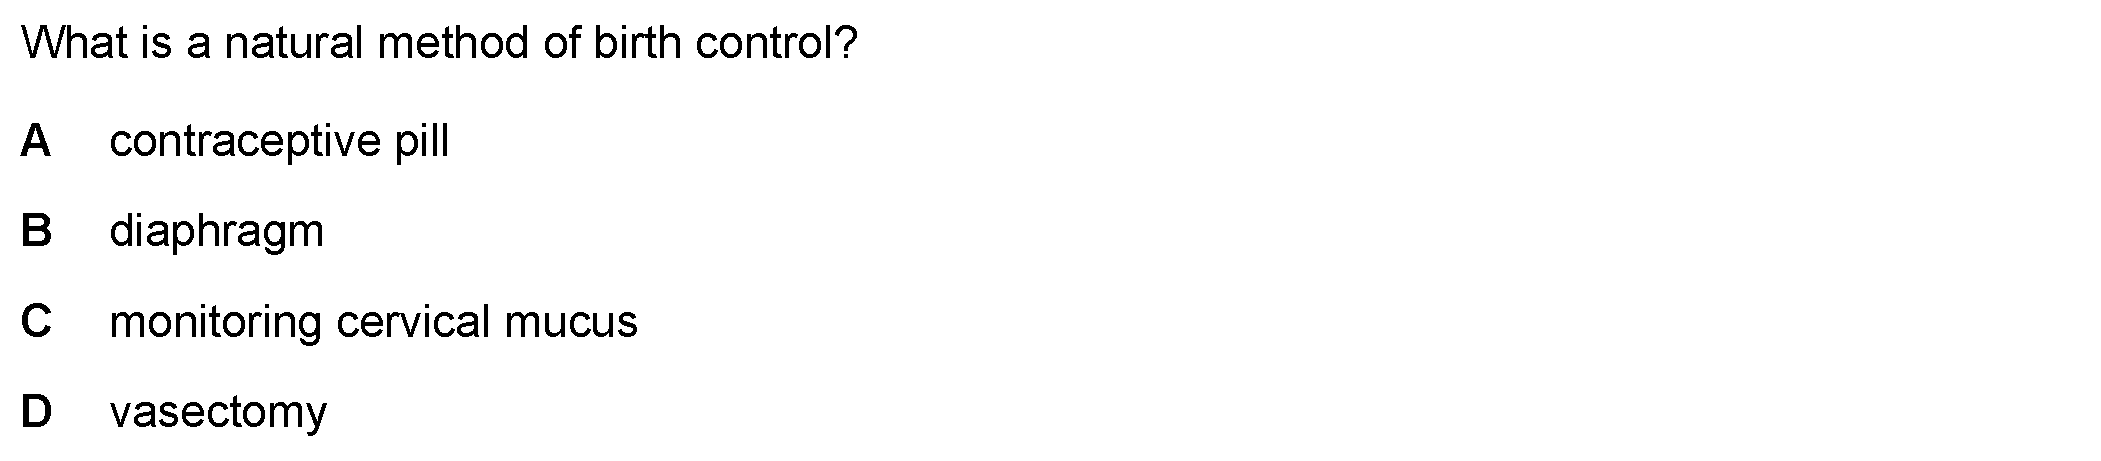 What is a natural method of birth control?
A contraceptive pill
B diaphragm
C monitoring cervical mucus
D vasectomy